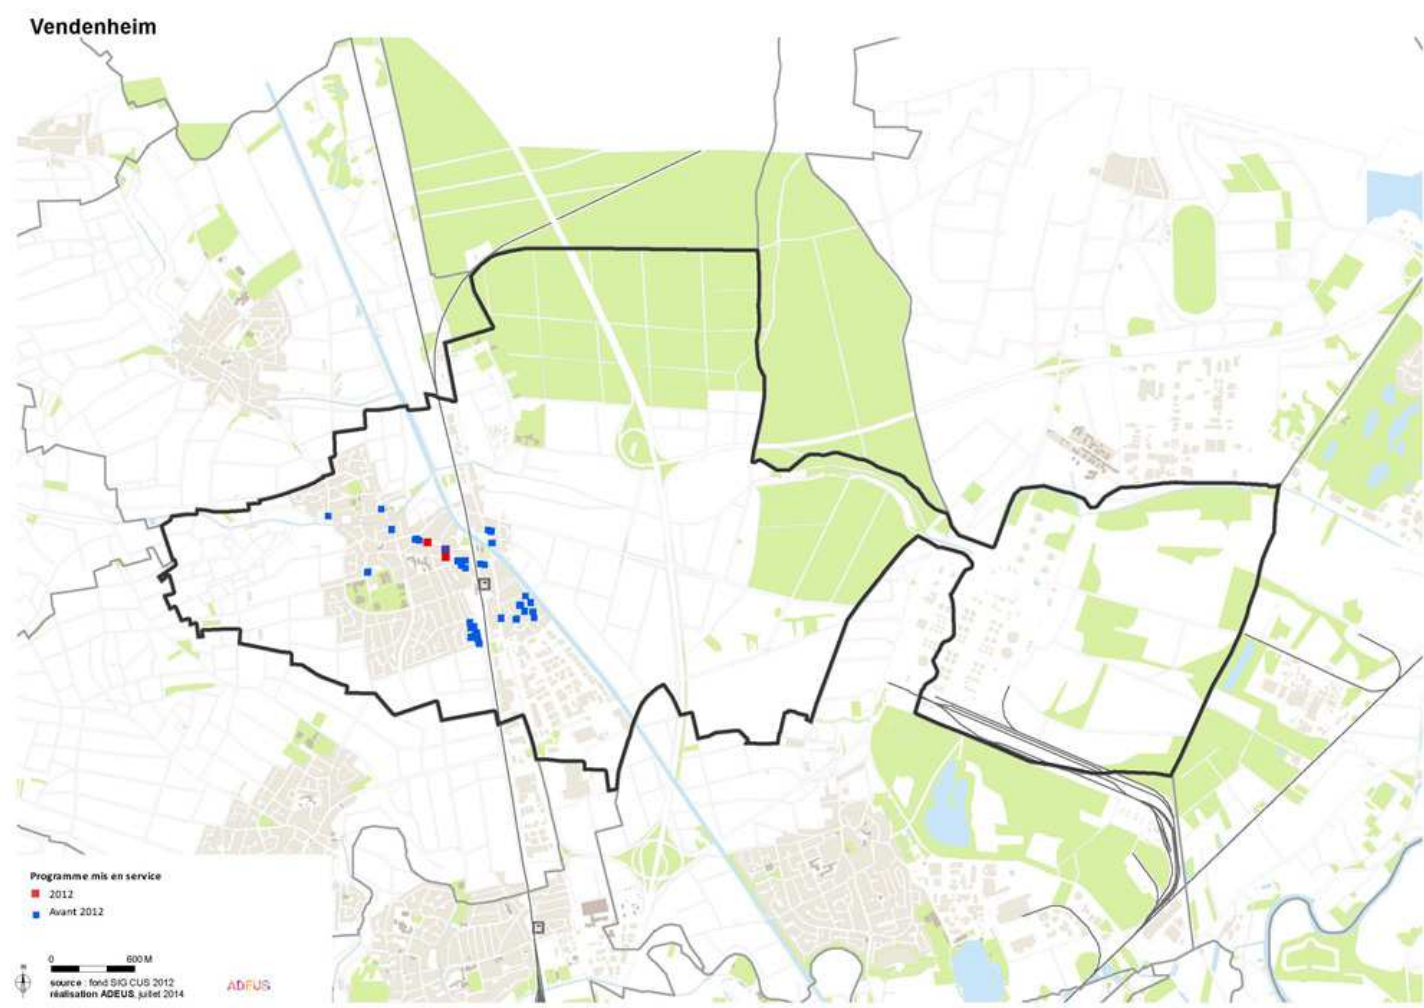 Vendenheim
Programme mis en service
2012
Avant 2012
0 600 M
N
source : fond SIG CUS 2012
réalisation ADEUS, juillet 2014
ADEUS